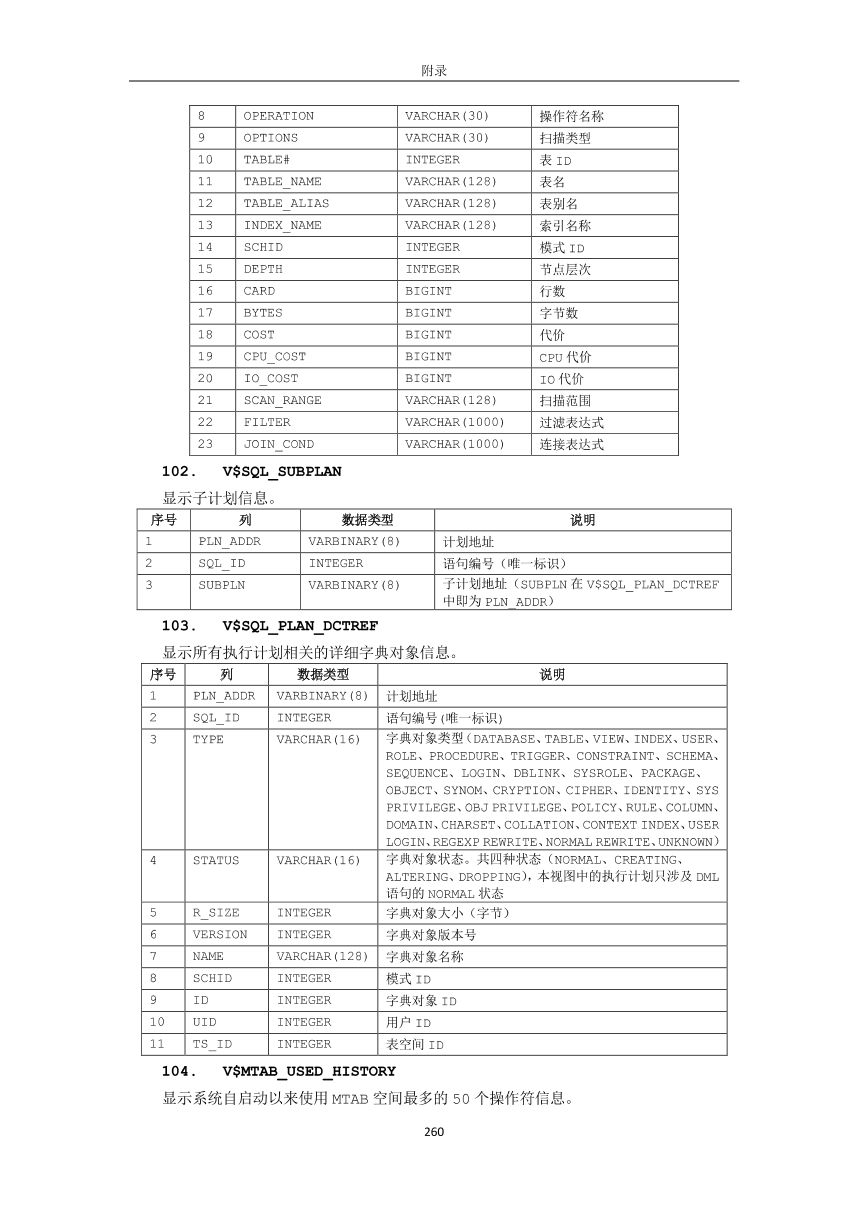 附录
8 OPERATION VARCHAR(30) 操作符名称
9 OPTIONS VARCHAR(30) 扫描类型
10 TABLE# INTEGER 表 ID
11 TABLE_NAME VARCHAR(128) 表名
12 TABLE_ALIAS VARCHAR(128) 表别名
13 INDEX_NAME VARCHAR(128) 索引名称
14 SCHID INTEGER 模式 ID
15 DEPTH INTEGER 节点层次
16 CARD BIGINT 行数
17 BYTES BIGINT 字节数
18 COST BIGINT 代价
19 CPU_COST BIGINT CPU 代价
20 IO_COST BIGINT IO 代价
21 SCAN_RANGE VARCHAR(128) 扫描范围
22 FILTER VARCHAR(1000) 过滤表达式
23 JOIN_COND VARCHAR(1000) 连接表达式
102. V$SQL_SUBPLAN
显示子计划信息。
序号 列 数据类型 说明
1 PLN_ADDR VARBINARY(8) 计划地址
2 SQL_ID INTEGER 语句编号（唯一标识）
3 SUBPLN VARBINARY(8) 子计划地址（SUBPLN 在 V$SQL_PLAN_DCTREF
中即为 PLN_ADDR）
103. V$SQL_PLAN_DCTREF
显示所有执行计划相关的详细字典对象信息。
序号 列 数据类型 说明
1 PLN_ADDR VARBINARY(8) 计划地址
2 SQL_ID INTEGER 语句编号(唯一标识)
3 TYPE VARCHAR(16) 字典对象类型（DATABASE、TABLE、VIEW、INDEX、USER、
ROLE、PROCEDURE、TRIGGER、CONSTRAINT、SCHEMA、
SEQUENCE、LOGIN、DBLINK、SYSROLE、PACKAGE、
OBJECT、SYNOM、CRYPTION、CIPHER、IDENTITY、SYS
PRIVILEGE、OBJ PRIVILEGE、POLICY、RULE、COLUMN、
DOMAIN、CHARSET、COLLATION、CONTEXT INDEX、USER
LOGIN、REGEXP REWRITE、NORMAL REWRITE、UNKNOWN）
4 STATUS VARCHAR(16) 字典对象状态。共四种状态（NORMAL、CREATING、
ALTERING、DROPPING），本视图中的执行计划只涉及 DML
语句的 NORMAL 状态
5 R_SIZE INTEGER 字典对象大小（字节）
6 VERSION INTEGER 字典对象版本号
7 NAME VARCHAR(128) 字典对象名称
8 SCHID INTEGER 模式 ID
9 ID INTEGER 字典对象 ID
10 UID INTEGER 用户 ID
11 TS_ID INTEGER 表空间 ID
104. V$MTAB_USED_HISTORY
显示系统自启动以来使用 MTAB 空间最多的 50 个操作符信息。
260